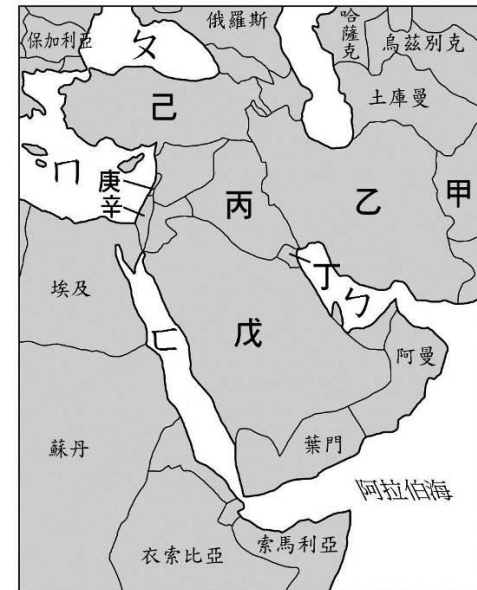 俄羅斯
哈薩克
烏茲別克
保加利亞
ㄆ
土庫曼
己
ㄇ
庚
辛
丙
乙
甲
丁
ㄅ
埃及
ㄈ
戊
阿曼
蘇丹
葉門
阿拉伯海
衣索比亞
索馬利亞